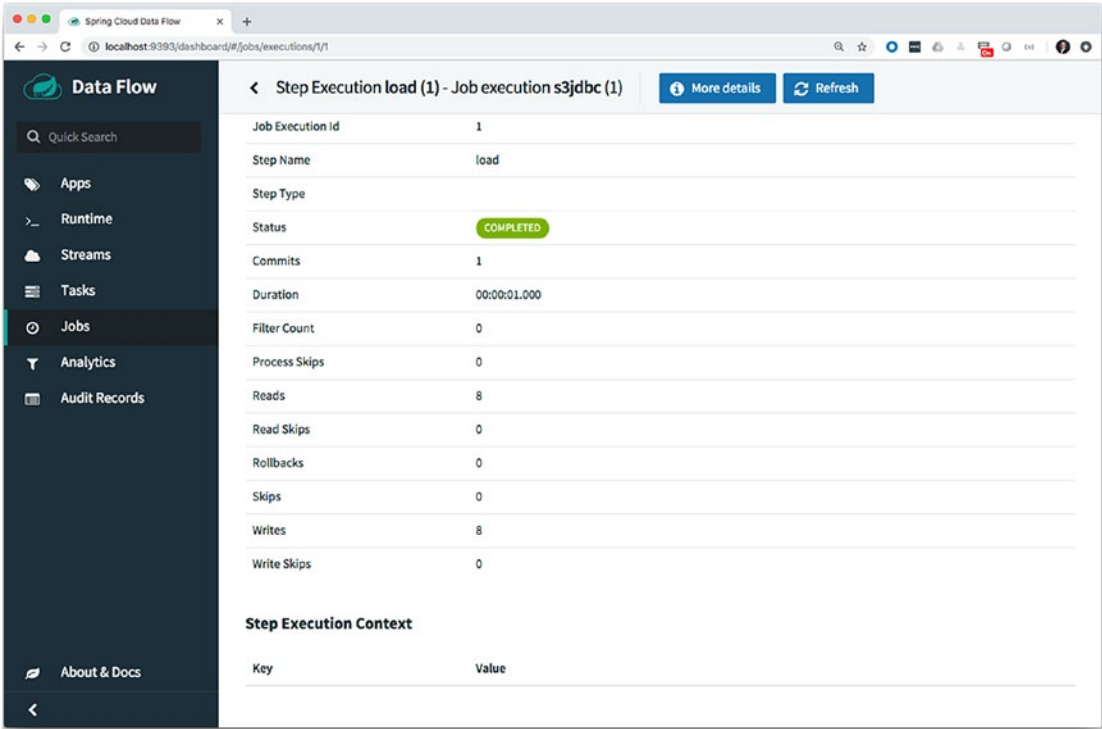 Spring Cloud Data Flow
localhost:9393/dashboard/#/jobs/executions/1/1
Data Flow
Step Execution load (1) - Job execution s3jdbc (1)
More details
Refresh
Quick Search
Apps
Runtime
Streams
Tasks
Jobs
Analytics
Audit Records
About & Docs
Job Execution Id 1
Step Name load
Step Type
Status COMPLETED
Commits 1
Duration 00:00:01.000
Filter Count 0
Process Skips 0
Reads 8
Read Skips 0
Rollbacks 0
Skips 0
Writes 8
Write Skips 0
Step Execution Context
Key Value